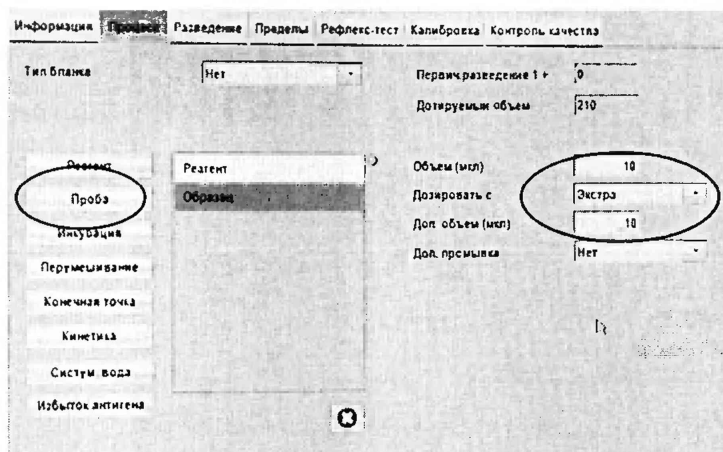 Информация Процесс Разведение Пределы Рефлекс-тест Калибровка Контроль качества
Тип бланка Нет Первич.разведение 1 + 0
Дотируемый объем 210
Реагент Реагент Объем (мкл) 10
Проба Образец Дозировать с Экстра
Инкубация Доп. объем (мкл) 10
Перемешивание Доп. промывка Нет
Конечная точка
Кинетика
Систем. вода
Избыток антигена